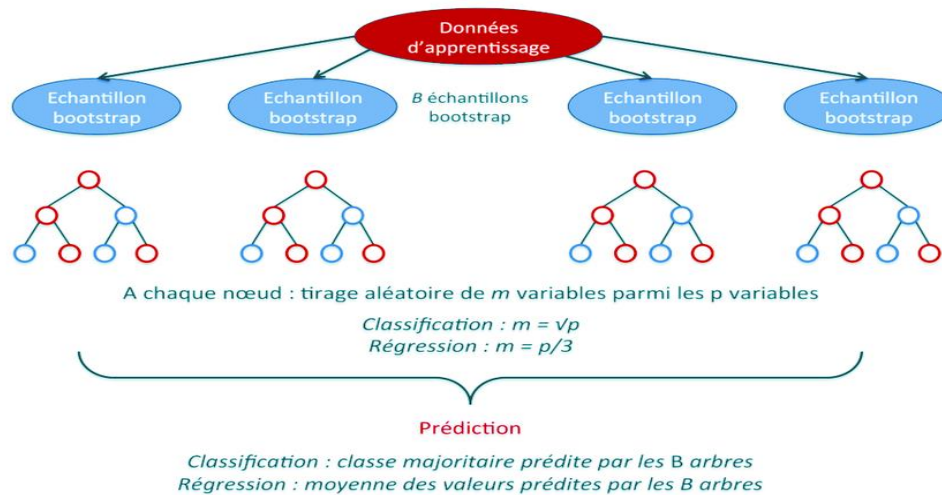 Données
d'apprentissage
Echantillon
bootstrap
Echantillon
bootstrap
B échantillons
bootstrap
Echantillon
bootstrap
Echantillon
bootstrap
A chaque nœud : tirage aléatoire de m variables parmi les p variables
Classification : m = √p
Régression : m = p/3
Prédiction
Classification : classe majoritaire prédite par les B arbres
Régression : moyenne des valeurs prédites par les B arbres